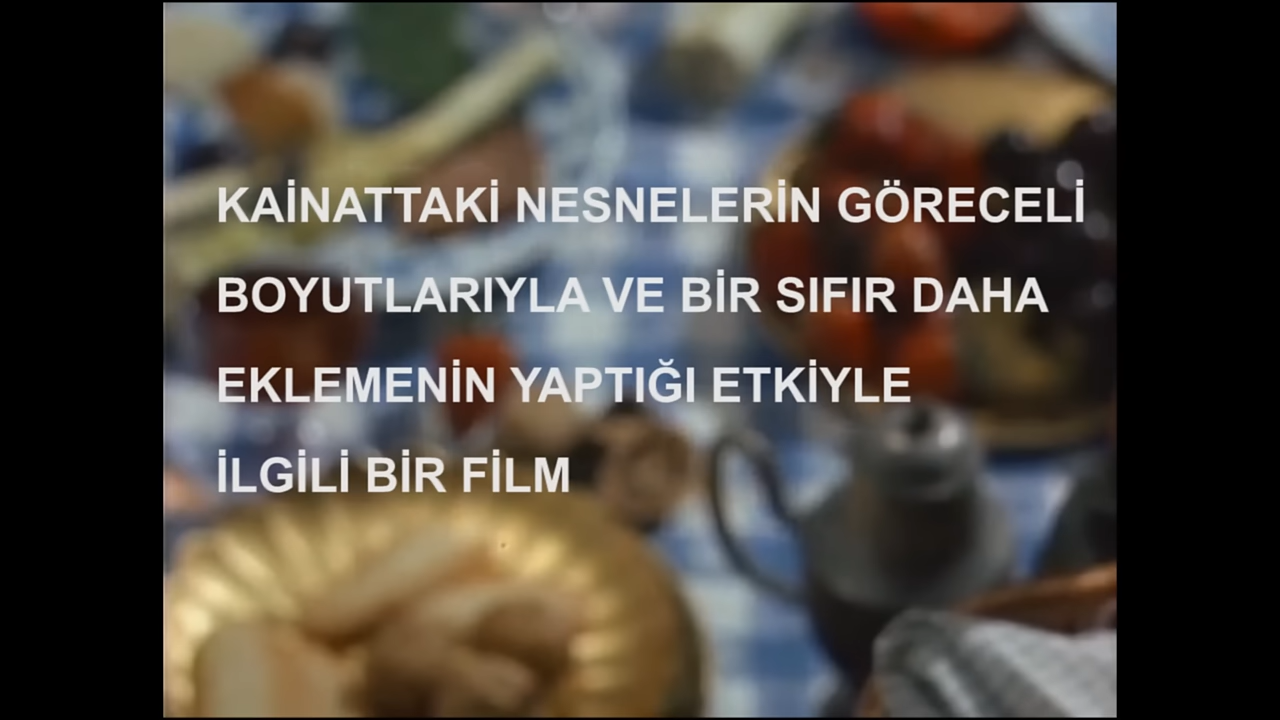 KAİNATTAKİ NESNELERİN GÖRECELİ
BOYUTLARIYLA VE BİR SIFIR DAHA
EKLEMENİN YAPTIĞI ETKİYLE
İLGİLİ BİR FİLM